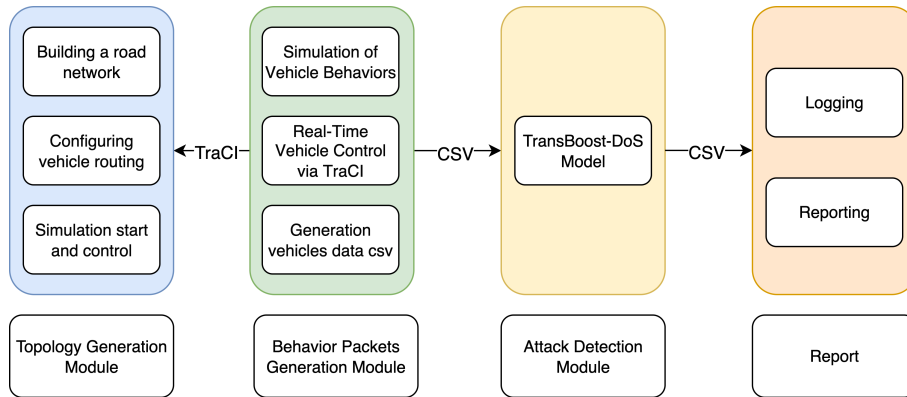 Building a road
network
Configuring
vehicle routing
Simulation start
and control
TraCI
Simulation of
Vehicle Behaviors
Real-Time
Vehicle Control
via TraCI
Generation
vehicles data csv
CSV
TransBoost-DoS
Model
CSV
Logging
Reporting
Topology Generation
Module
Behavior Packets
Generation Module
Attack Detection
Module
Report